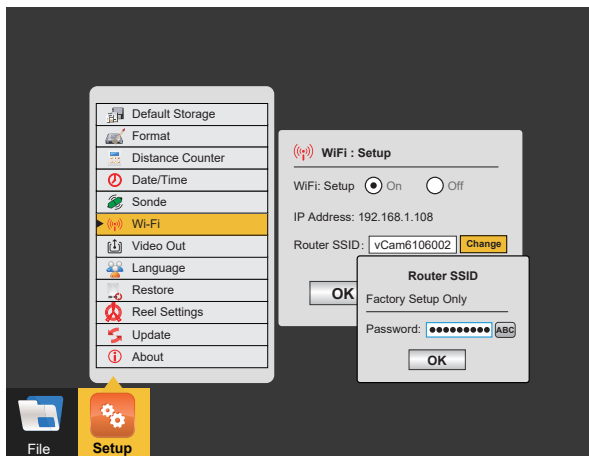 Default Storage
Format
Distance Counter
Date/Time
Sonde
Wi-Fi
Video Out
Language
Restore
Reel Settings
Update
About
WiFi : Setup
WiFi: Setup On Off
IP Address: 192.168.1.108
Router SSID: vCam6106002 Change
OK
Router SSID
Factory Setup Only
Password: ●●●●●●●●● ABC
OK
File
Setup